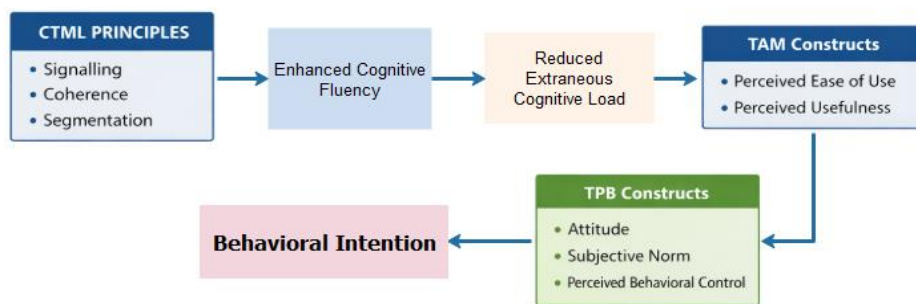 CTML PRINCIPLES
• Signalling
• Coherence
• Segmentation
Enhanced Cognitive
Fluency
Reduced
Extraneous
Cognitive Load
TAM Constructs
• Perceived Ease of Use
• Perceived Usefulness
TPB Constructs
• Attitude
• Subjective Norm
• Perceived Behavioral Control
Behavioral Intention